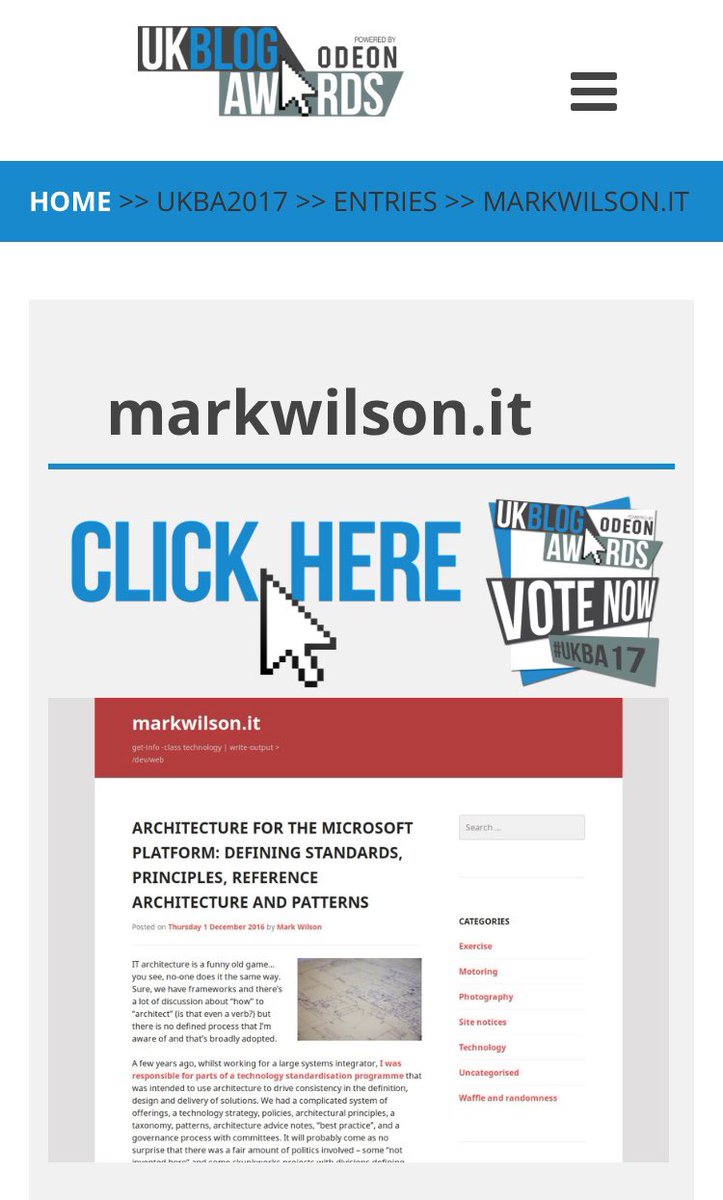 UKBLOG
POWERED BY
ODEON
AWARDS
HOME >> UKBA2017 >> ENTRIES >> MARKWILSON.IT
markwilson.it
CLICK HERE
UKBLOG
POWERED BY
ODEON
AWARDS
VOTE NOW
#UKBA17
markwilson.it
get-info -class technology | write-output >
/dev/web
ARCHITECTURE FOR THE MICROSOFT
PLATFORM: DEFINING STANDARDS,
PRINCIPLES, REFERENCE
ARCHITECTURE AND PATTERNS
Posted on Thursday 1 December 2016 by Mark Wilson
IT architecture is a funny old game…
you see, no-one does it the same way.
Sure, we have frameworks and there's
a lot of discussion about "how" to
"architect" (is that even a verb?) but
there is no defined process that I'm
aware of and that's broadly adopted.
A few years ago, whilst working for a large systems integrator, I was
responsible for parts of a technology standardisation programme that
was intended to use architecture to drive consistency in the definition,
design and delivery of solutions. We had a complicated system of
offerings, a technology strategy, policies, architectural principles, a
taxonomy, patterns, architecture advice notes, "best practice", and a
governance process with committees. It will probably come as no
surprise that there was a fair amount of politics involved – some "not
invented here" and some skunkworks projects with divisions defining
Search …
CATEGORIES
Exercise
Motoring
Photography
Site notices
Technology
Uncategorised
Waffle and randomness